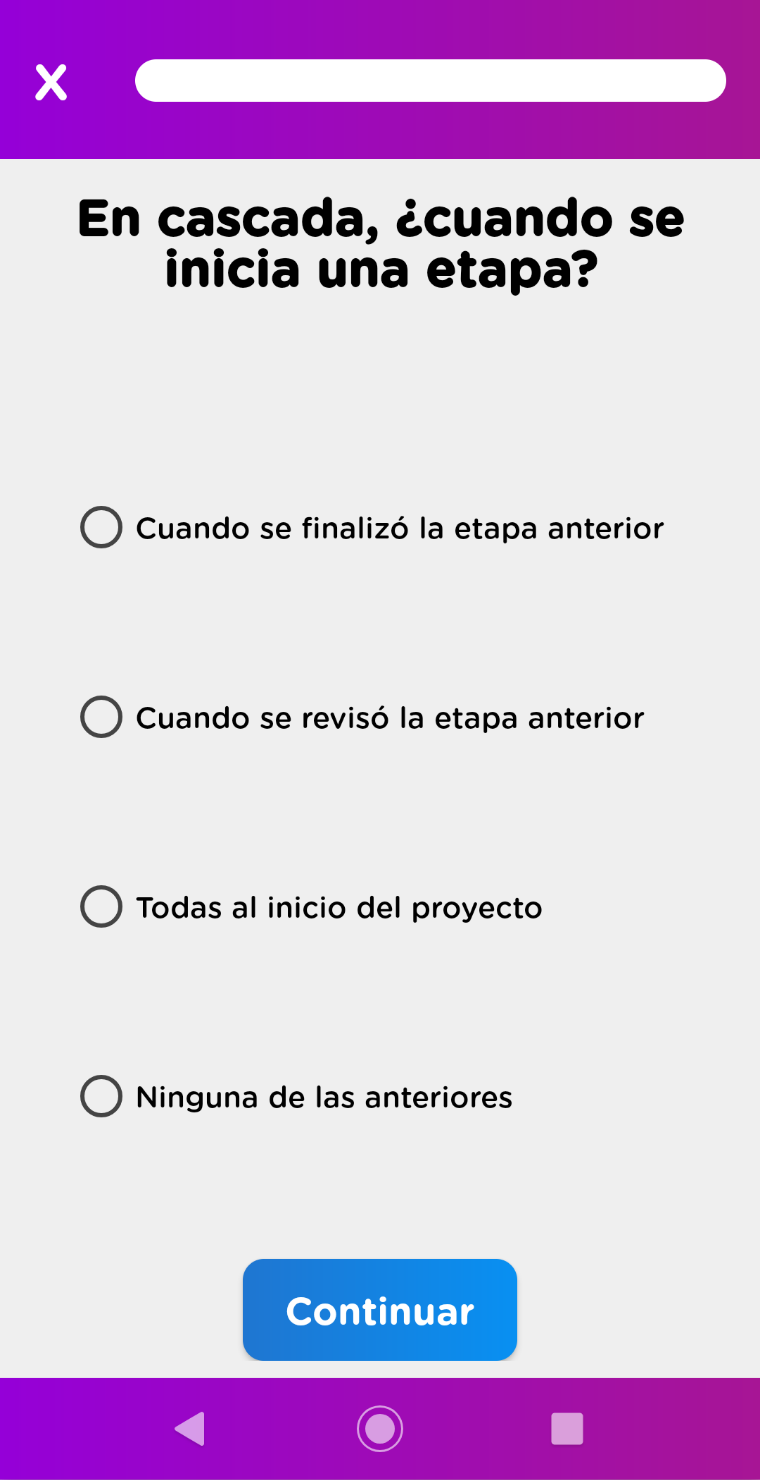 X
En cascada, ¿cuando se
inicia una etapa?
Cuando se finalizó la etapa anterior
Cuando se revisó la etapa anterior
Todas al inicio del proyecto
Ninguna de las anteriores
Continuar